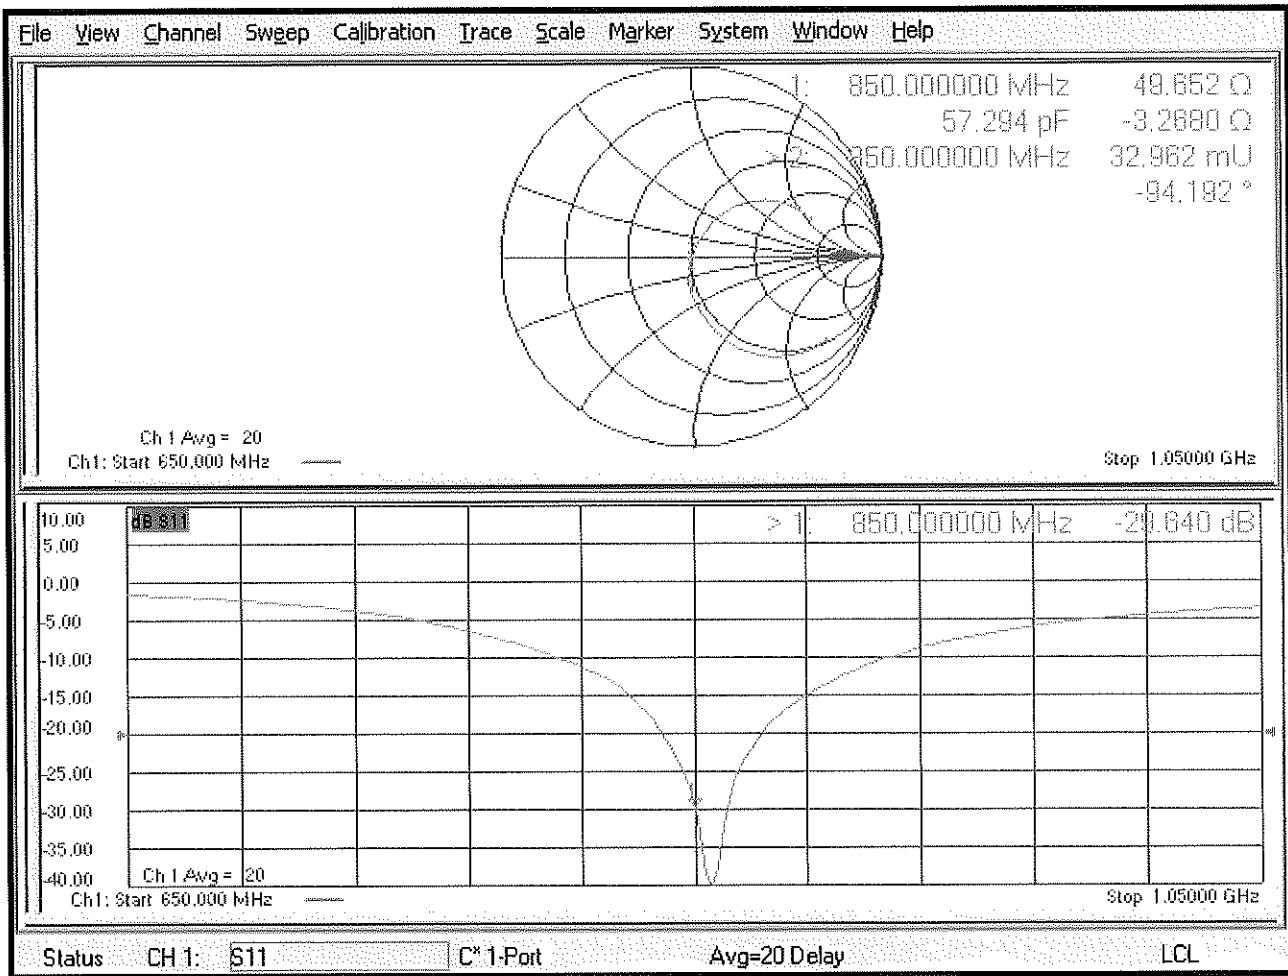 File View Channel Sweep Calibration Trace Scale Marker System Window Help
1: 850.000000 MHz 49.652 Ω
57.294 pF -3.2680 Ω
> 2: 850.000000 MHz 32.962 mU
-94.192 °
Ch 1 Avg = 20
Ch1: Start 650.000 MHz
Stop 1.05000 GHz
10.00
dB S11
> 1: 850.000000 MHz -29.640 dB
5.00
0.00
-5.00
-10.00
-15.00
-20.00
-25.00
-30.00
-35.00
-40.00
Ch 1 Avg = 20
Ch1: Start 650.000 MHz
Stop 1.05000 GHz
Status CH 1: S11 C* 1-Port Avg=20 Delay LCL